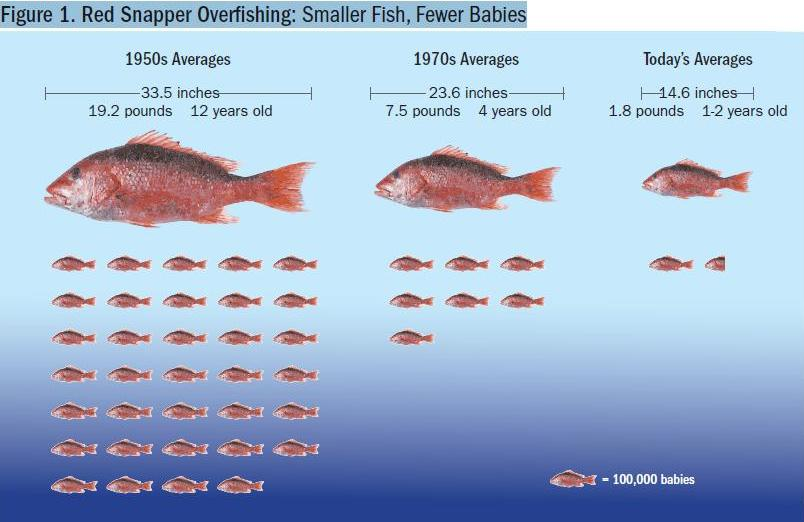 Figure 1. Red Snapper Overfishing: Smaller Fish, Fewer Babies
1950s Averages
33.5 inches
19.2 pounds 12 years old
1970s Averages
23.6 inches
7.5 pounds 4 years old
Today's Averages
14.6 inches
1.8 pounds 1-2 years old
= 100,000 babies